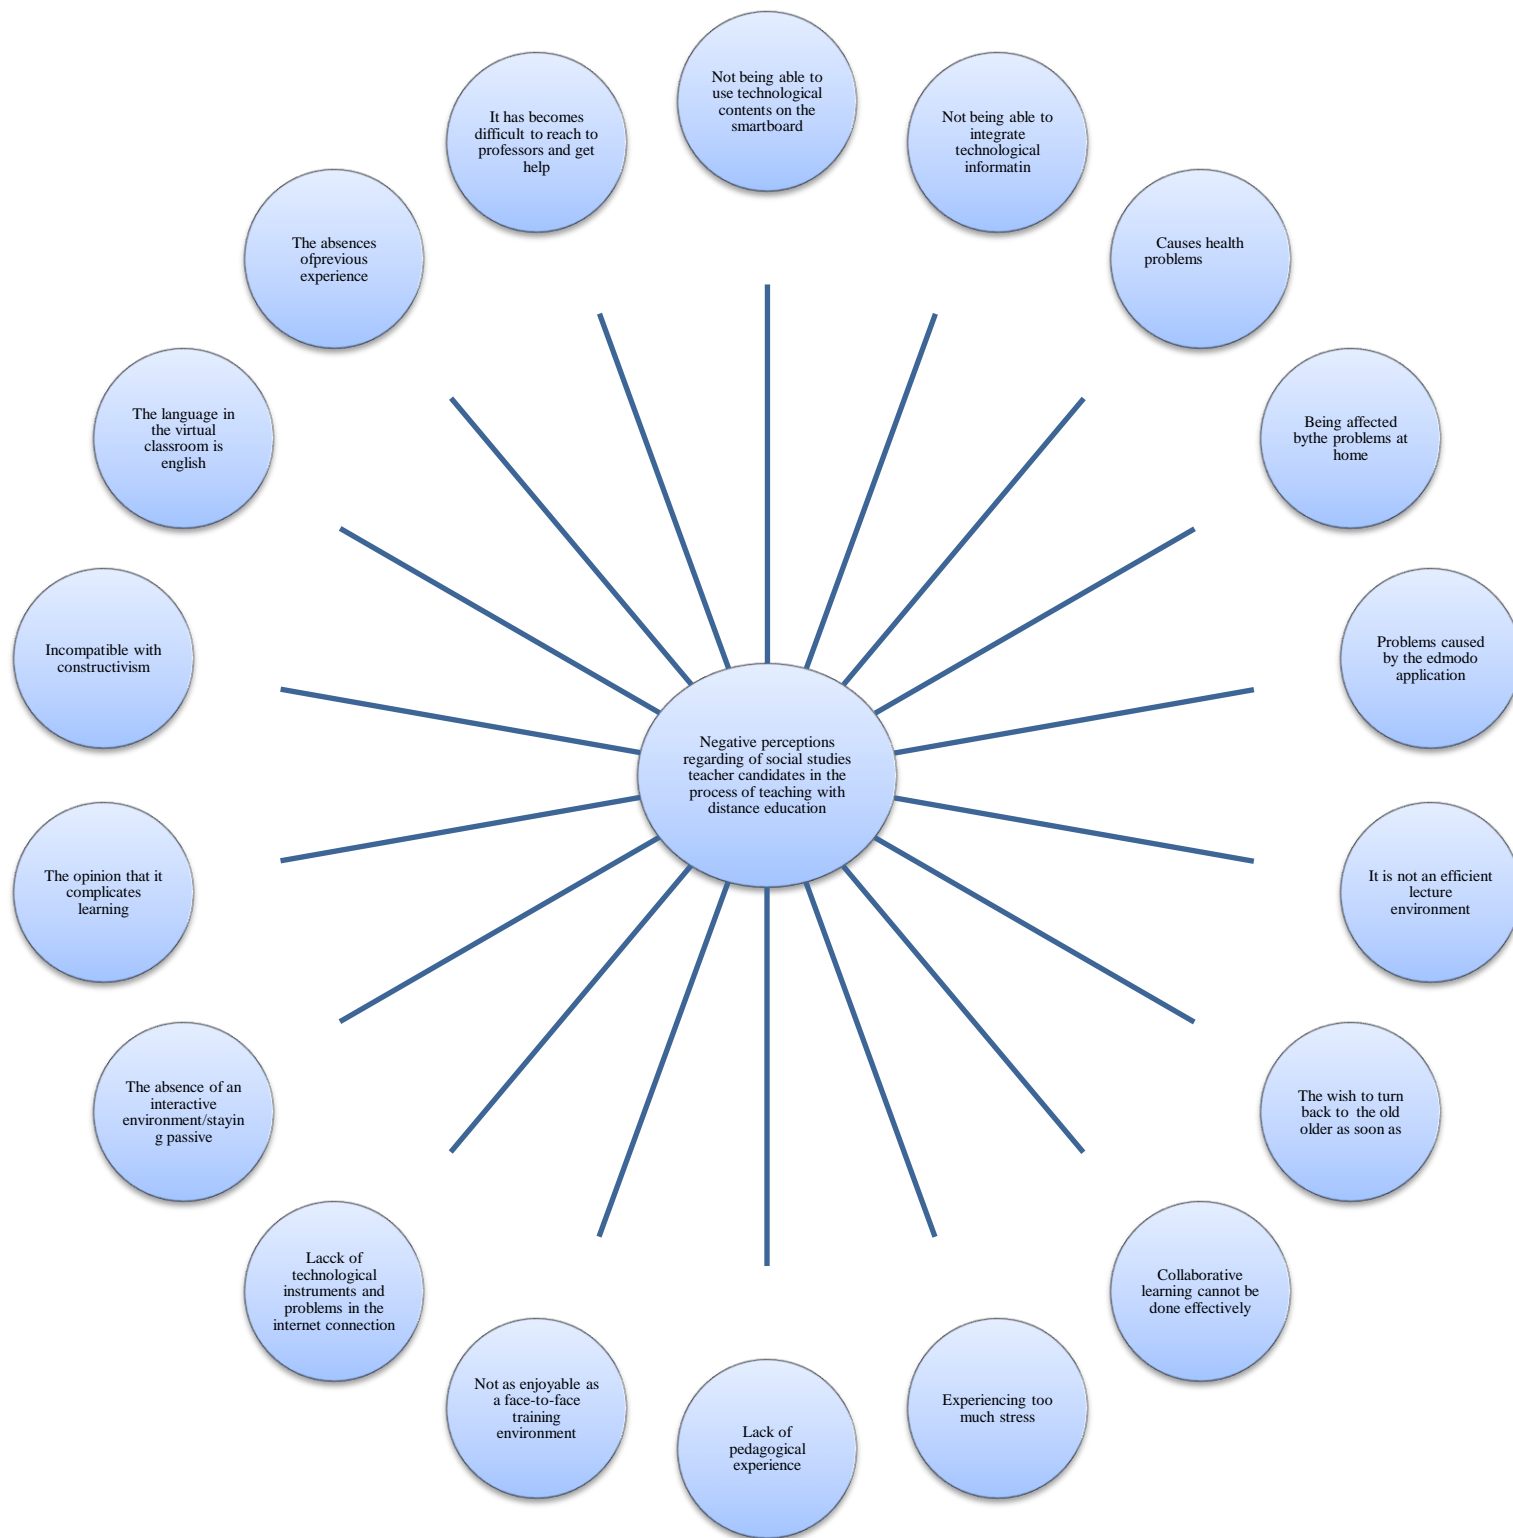 Not being able to
use technological
contents on the
smartboard
Not being able to
integrate
technological
informatin
Causes health
problems
Being affected
bythe problems at
home
Problems caused
by the edmodo
application
It is not an efficient
lecture
environment
The wish to turn
back to the old
older as soon as
Collaborative
learning cannot be
done effectively
Experiencing too
much stress
Lack of
pedagogical
experience
Not as enjoyable as
a face-to-face
training
environment
Lacck of
technological
instruments and
problems in the
internet connection
The absence of an
interactive
environment/stayin
g passive
The opinion that it
complicates
learning
Incompatible with
constructivism
The language in
the virtual
classroom is
english
The absences
ofprevious
experience
It has becomes
difficult to reach to
professors and get
help
Negative perceptions
regarding of social studies
teacher candidates in the
process of teaching with
distance education